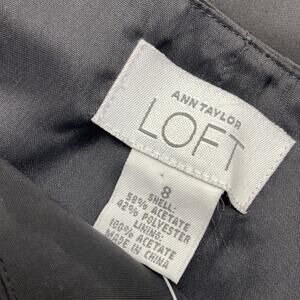 ANN TAYLOR
LOFT
8
SHELL:
58% ACETATE
42% POLYESTER
LINING:
100% ACETATE
MADE IN CHINA